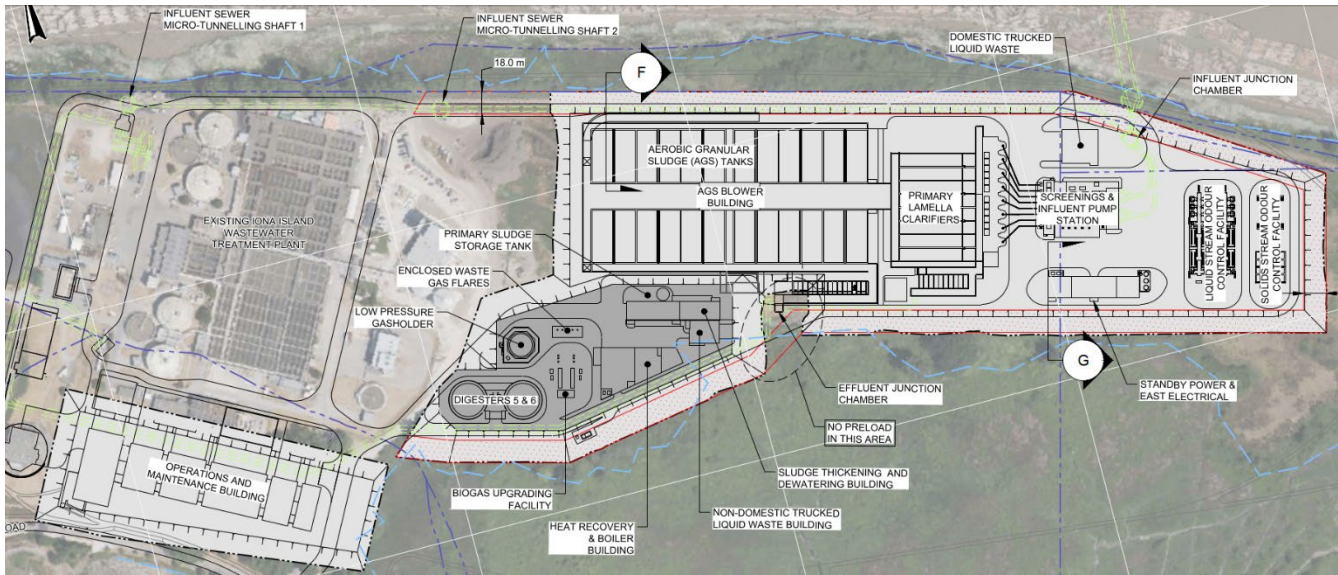 INFLUENT SEWER
MICRO-TUNNELLING SHAFT 1
INFLUENT SEWER
MICRO-TUNNELLING SHAFT 2
18.0 m
F
DOMESTIC TRUCKED
LIQUID WASTE
INFLUENT JUNCTION
CHAMBER
AEROBIC GRANULAR
SLUDGE (AGS) TANKS
AGS BLOWER
BUILDING
PRIMARY
LAMELLA
CLARIFIERS
SCREENINGS &
INFLUENT PUMP
STATION
LIQUID STREAM ODOUR
CONTROL FACILITY
SOLIDS STREAM ODOUR
CONTROL FACILITY
EXISTING IONA ISLAND
WASTEWATER
TREATMENT PLANT
PRIMARY SLUDGE
STORAGE TANK
ENCLOSED WASTE
GAS FLARES
LOW PRESSURE
GASHOLDER
DIGESTERS 5 & 6
G
STANDBY POWER &
EAST ELECTRICAL
EFFLUENT JUNCTION
CHAMBER
NO PRELOAD
IN THIS AREA
SLUDGE THICKENING AND
DEWATERING BUILDING
NON-DOMESTIC TRUCKED
LIQUID WASTE BUILDING
HEAT RECOVERY
& BOILER
BUILDING
BIOGAS UPGRADING
FACILITY
OPERATIONS AND
MAINTENANCE BUILDING
OAD